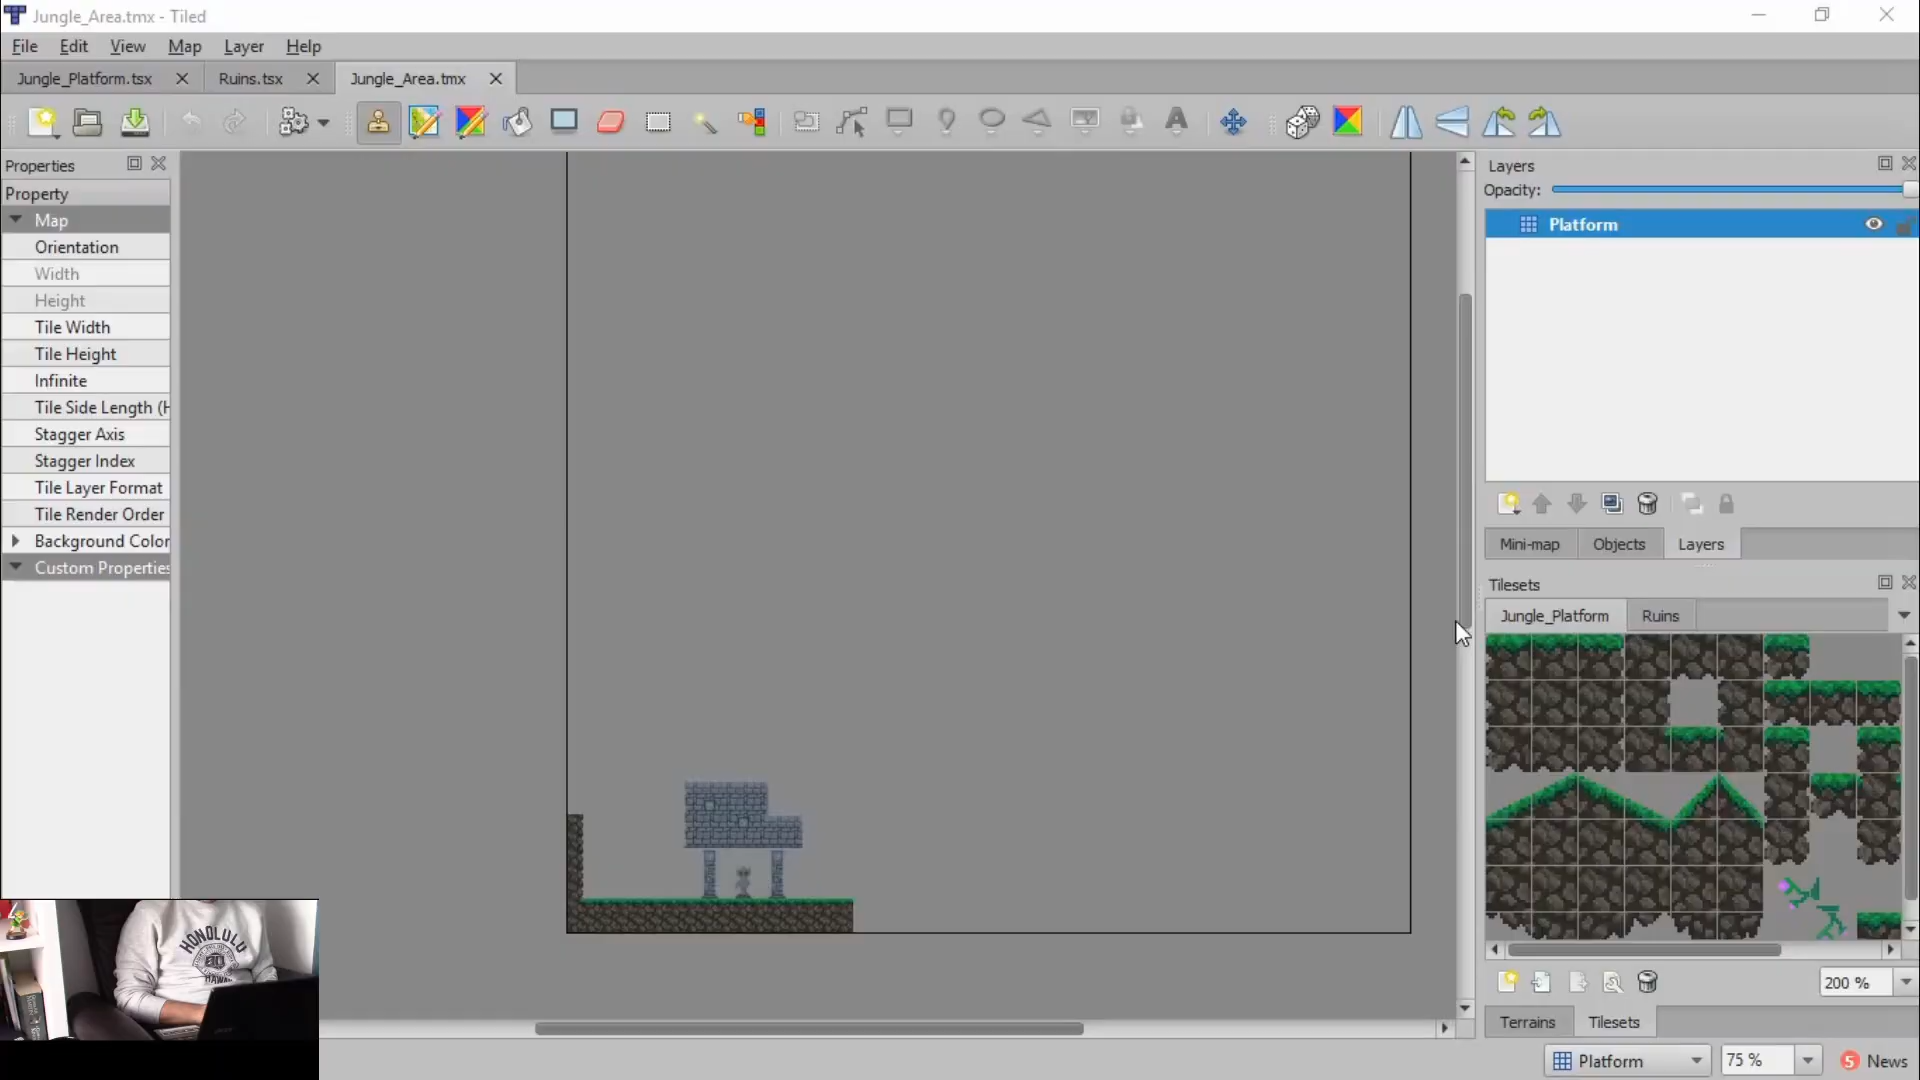 Jungle_Area.tmx - Tiled
File Edit View Map Layer Help
Jungle_Platform.tsx Ruins.tsx Jungle_Area.tmx
Properties
Property
Map
Orientation
Width
Height
Tile Width
Tile Height
Infinite
Tile Side Length (H
Stagger Axis
Stagger Index
Tile Layer Format
Tile Render Order
Background Color
Custom Properties
HONOLULU
80
HAWAII
Layers
Opacity:
Platform
Mini-map Objects Layers
Tilesets
Jungle_Platform Ruins
200 %
Terrains Tilesets
Platform 75 % 5 News